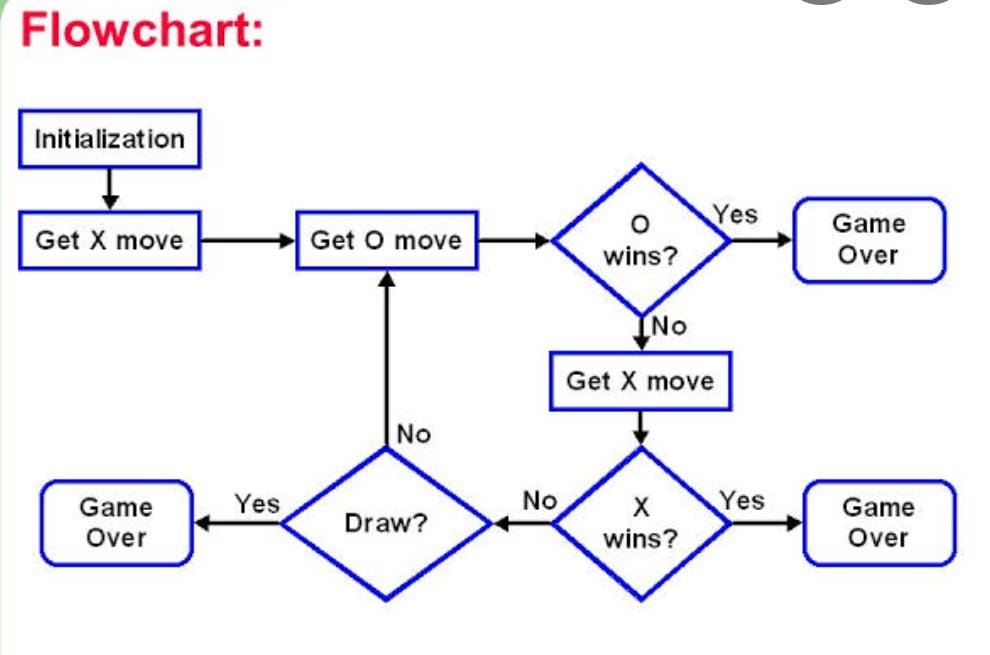 Flowchart:
Initialization
Get X move
Get O move
O
wins?
Yes
Game
Over
No
Get X move
X
wins?
Yes
Game
Over
No
Draw?
No
Yes
Game
Over